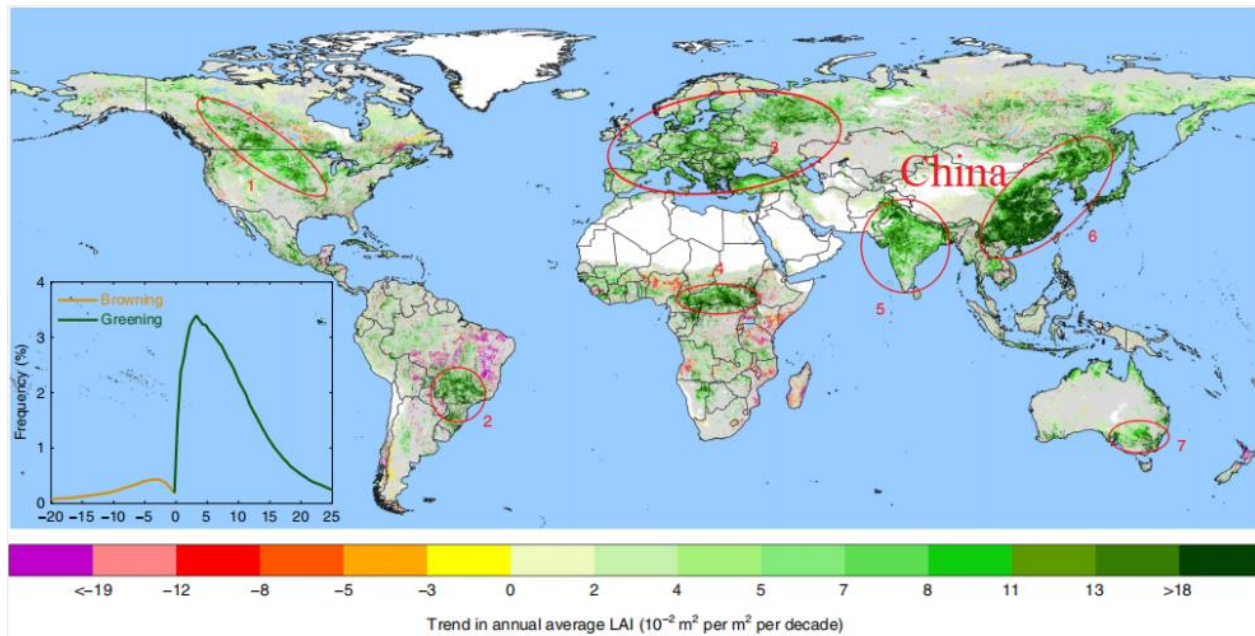 China
1
2
3
4
5
6
7
Browning
Greening
Frequency (%)
4
3
2
1
0
−20 −15 −10 −5 0 5 10 15 20 25
<−19 −12 −8 −5 −3 0 2 4 5 7 8 11 13 >18
Trend in annual average LAI (10⁻² m² per m² per decade)